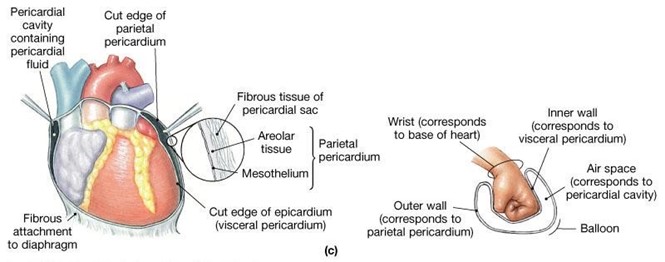 Pericardial
cavity
containing
pericardial
fluid
Cut edge of
parietal
pericardium
Fibrous tissue of
pericardial sac
Areolar
tissue
Mesothelium
Parietal
pericardium
Cut edge of epicardium
(visceral pericardium)
Fibrous
attachment
to diaphragm
(c)
Wrist (corresponds
to base of heart)
Inner wall
(corresponds to
visceral pericardium)
Air space
(corresponds to
pericardial cavity)
Outer wall
(corresponds to
parietal pericardium)
Balloon